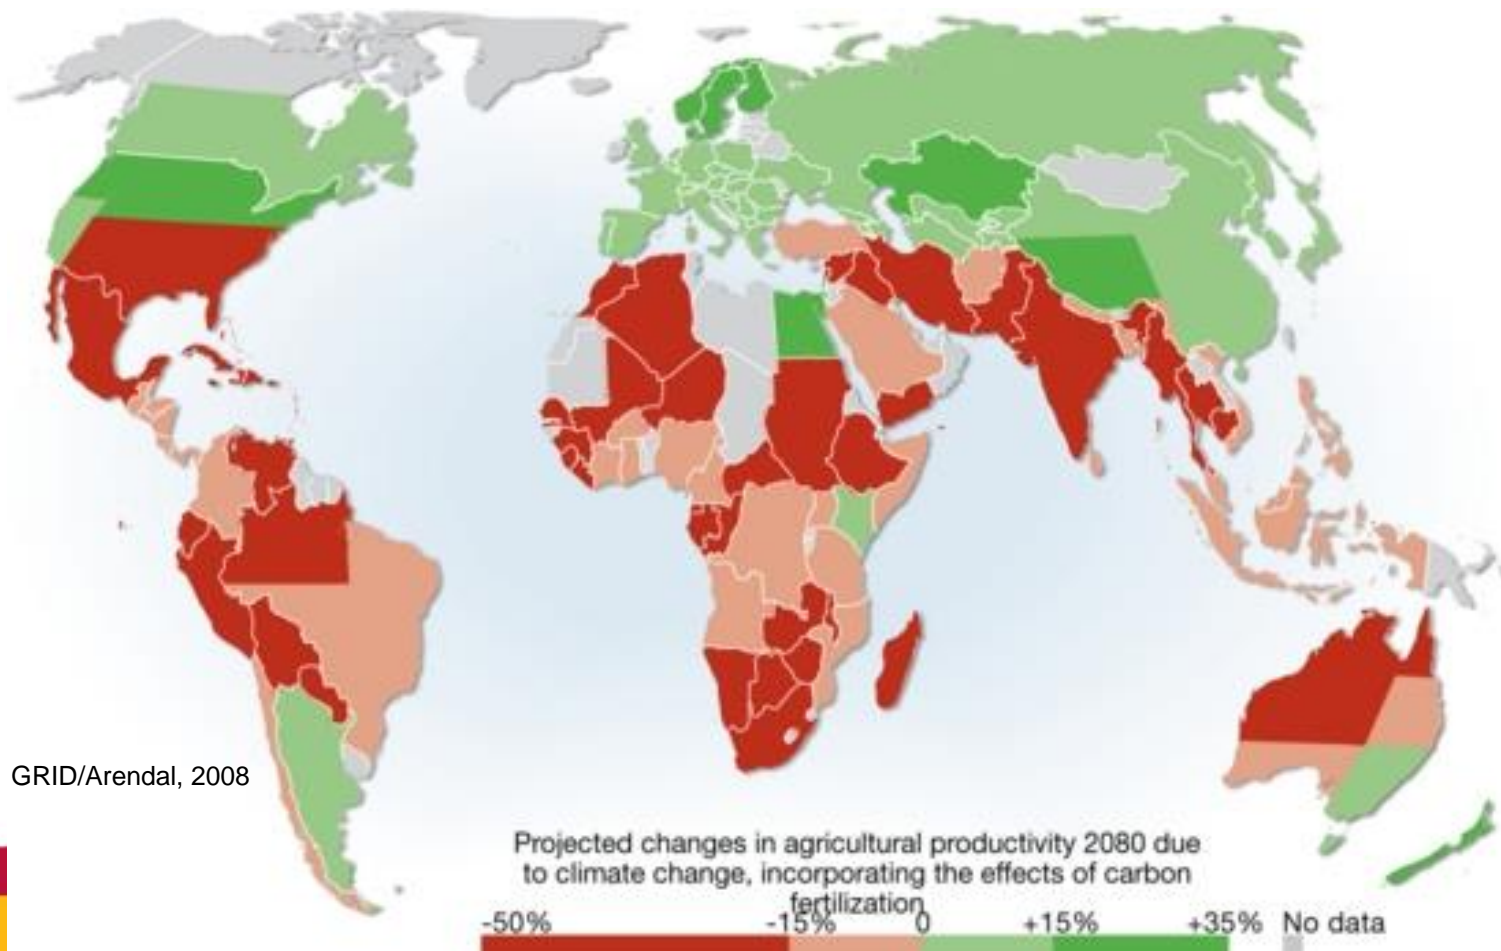 GRID/Arendal, 2008
Projected changes in agricultural productivity 2080 due
to climate change, incorporating the effects of carbon
fertilization
-50% -15% 0 +15% +35% No data